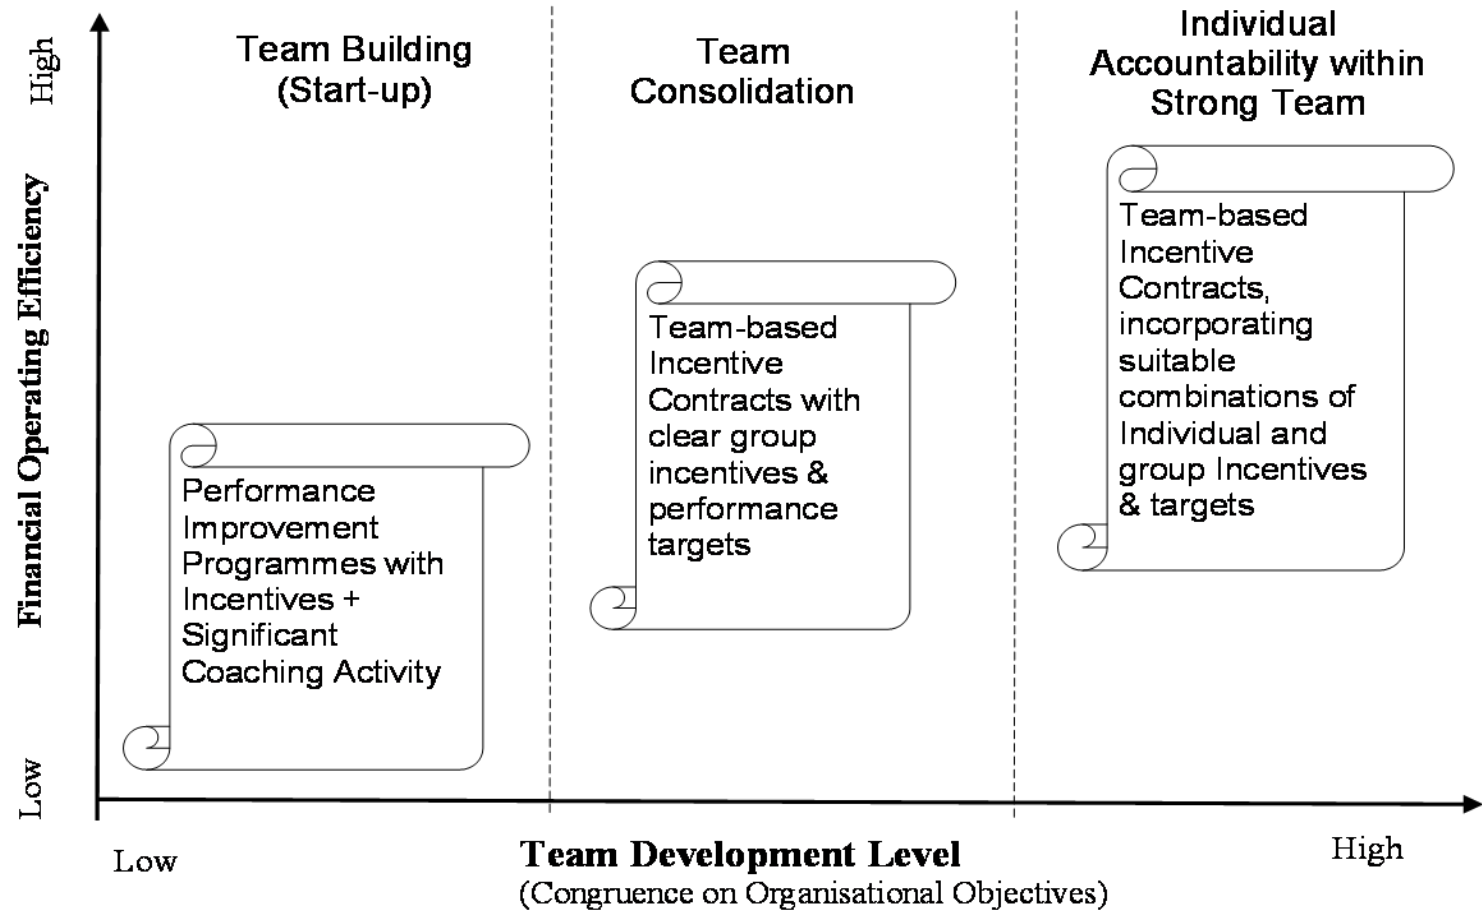 High
Financial Operating Efficiency
Low
Team Building
(Start-up)
Performance
Improvement
Programmes with
Incentives +
Significant
Coaching Activity
Team
Consolidation
Team-based
Incentive
Contracts with
clear group
incentives &
performance
targets
Individual
Accountability within
Strong Team
Team-based
Incentive
Contracts,
incorporating
suitable
combinations of
Individual and
group Incentives
& targets
Low
Team Development Level
(Congruence on Organisational Objectives)
High